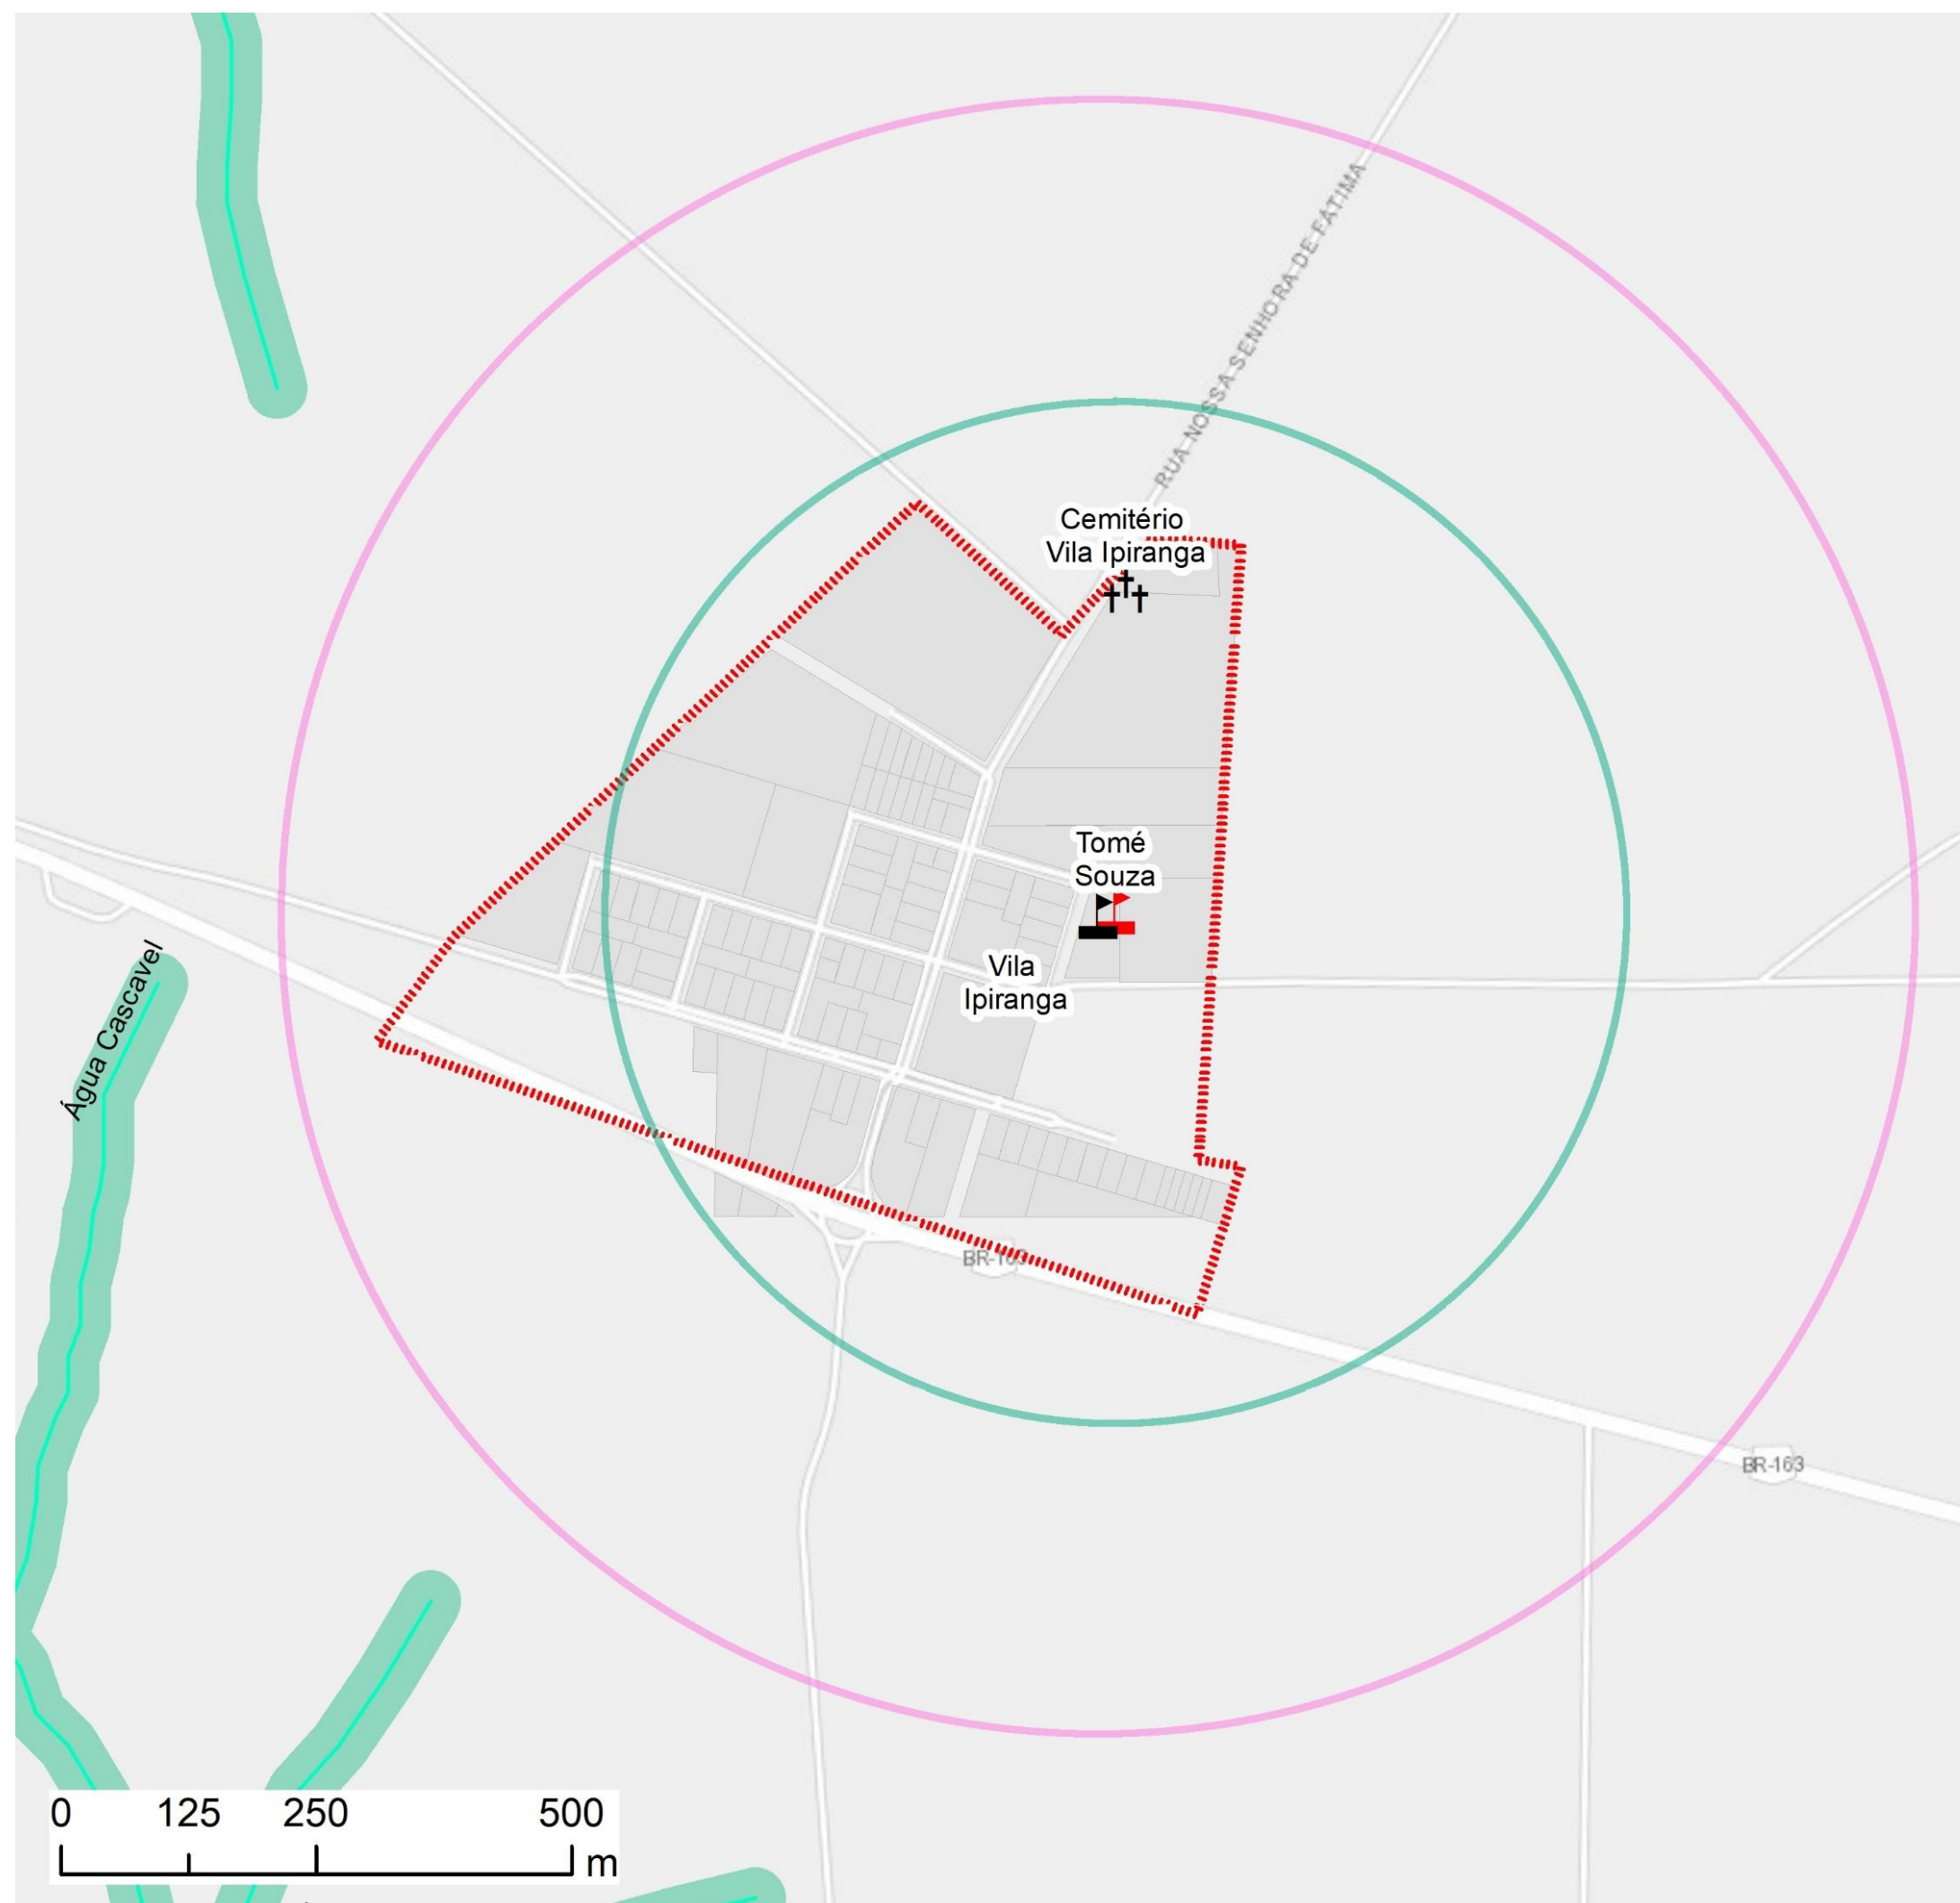 RUA NOSSA SENHORA DE FATIMA
Cemitério
Vila Ipiranga
Tomé
Souza
Vila
Ipiranga
Água Cascavel
BR-163
BR-163
0 125 250 500
m